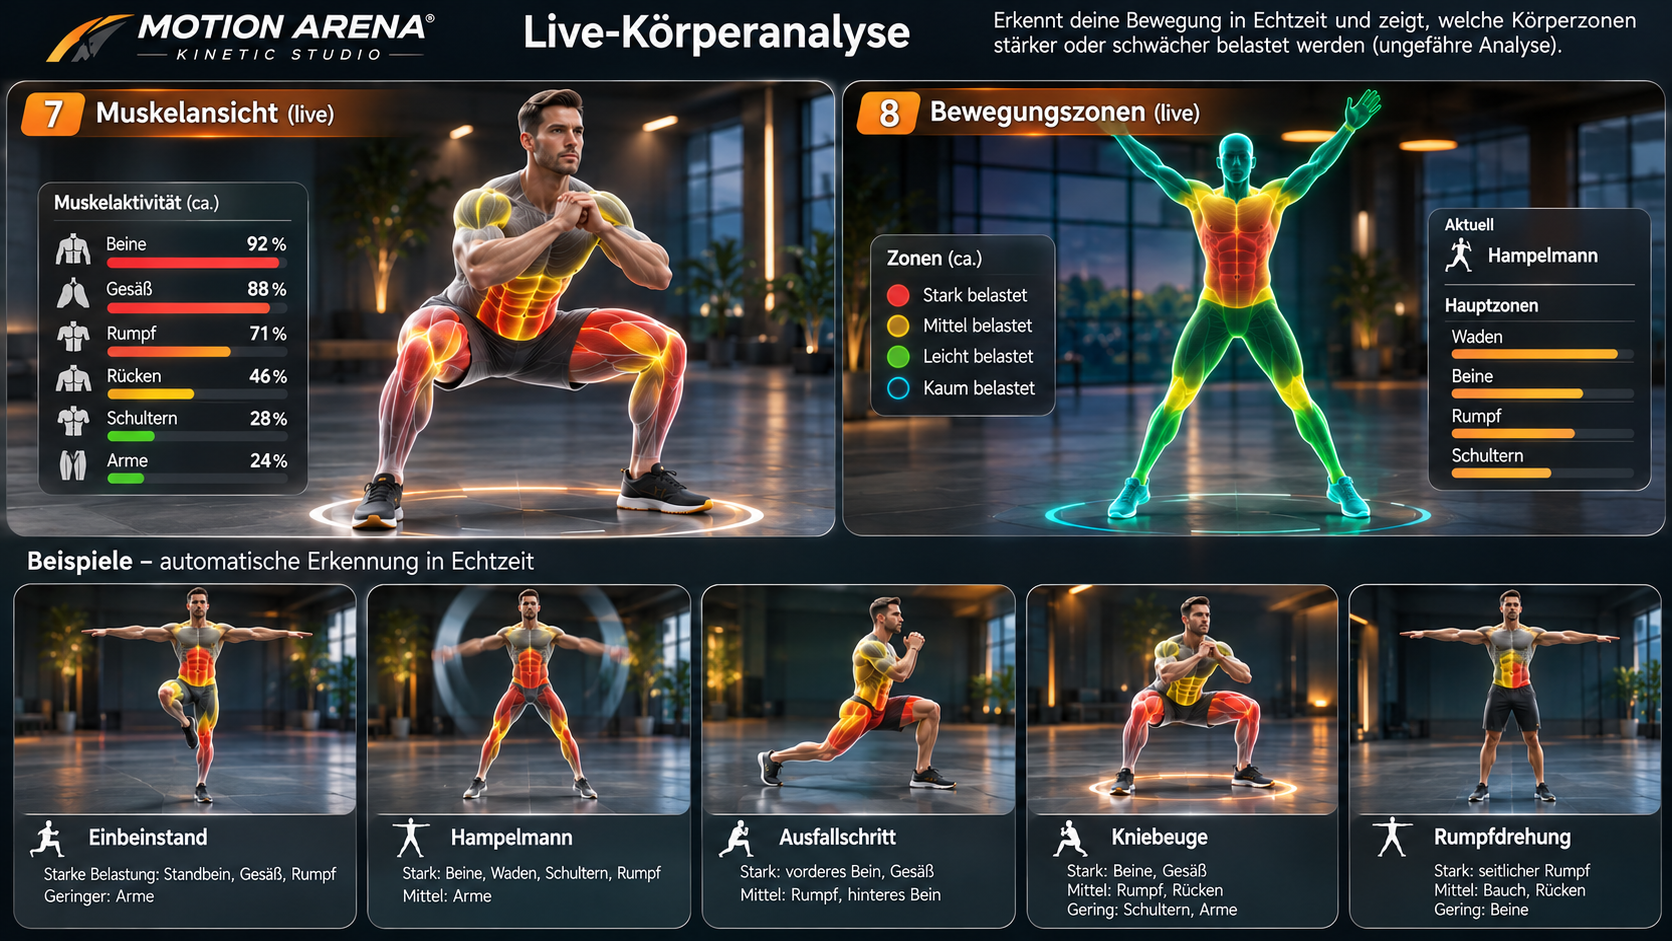 MOTION ARENA®
KINETIC STUDIO
Live-Körperanalyse
Erkennt deine Bewegung in Echtzeit und zeigt, welche Körperzonen
stärker oder schwächer belastet werden (ungefähre Analyse).
7 Muskelansicht (live)
Muskelaktivität (ca.)
Beine 92 %
Gesäß 88 %
Rumpf 71 %
Rücken 46 %
Schultern 28 %
Arme 24 %
8 Bewegungszonen (live)
Zonen (ca.)
Stark belastet
Mittel belastet
Leicht belastet
Kaum belastet
Aktuell
Hampelmann
Hauptzonen
Waden
Beine
Rumpf
Schultern
Beispiele – automatische Erkennung in Echtzeit
Einbeinstand
Starke Belastung: Standbein, Gesäß, Rumpf
Geringer: Arme
Hampelmann
Stark: Beine, Waden, Schultern, Rumpf
Mittel: Arme
Ausfallschritt
Stark: vorderes Bein, Gesäß
Mittel: Rumpf, hinteres Bein
Kniebeuge
Stark: Beine, Gesäß
Mittel: Rumpf, Rücken
Gering: Schultern, Arme
Rumpfdrehung
Stark: seitlicher Rumpf
Mittel: Bauch, Rücken
Gering: Beine